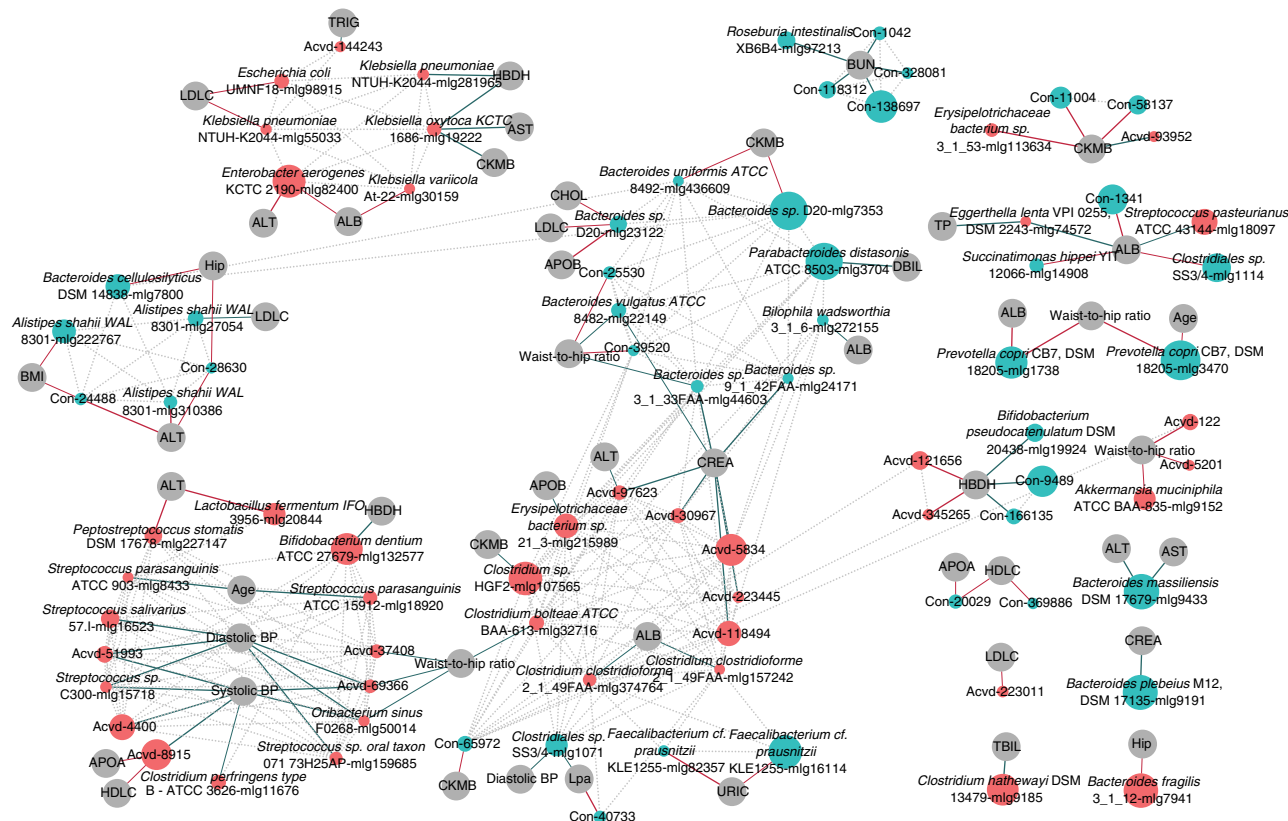 TRIG
Acvd-144243
Escherichia coli
UMNF18-mlg98915
Klebsiella pneumoniae
NTUH-K2044-mlg281965
HBDH
LDLC
Klebsiella pneumoniae
NTUH-K2044-mlg55033
Klebsiella oxytoca KCTC
1686-mlg19222
AST
CKMB
Enterobacter aerogenes
KCTC 2190-mlg82400
Klebsiella variicola
At-22-mlg30159
ALT
ALB
Roseburia intestinalis
XB6B4-mlg97213
Con-1042
BUN
Con-328081
Con-118312
Con-138697
Con-11004
Con-58137
Erysipelotrichaceae
bacterium sp.
3_1_53-mlg113634
Acvd-93952
CKMB
CKMB
Bacteroides uniformis ATCC
8492-mlg436609
CHOL
Bacteroides sp. D20-mlg7353
LDLC
Bacteroides sp.
D20-mlg23122
APOB
Parabacteroides distasonis
ATCC 8503-mlg3704
DBIL
Con-25530
Bacteroides vulgatus ATCC
8482-mlg22149
Bilophila wadsworthia
3_1_6-mlg272155
ALB
Con-39520
Waist-to-hip ratio
Bacteroides sp.
3_1_33FAA-mlg44603
Bacteroides sp.
9_1_42FAA-mlg24171
Con-1341
TP
Eggerthella lenta VPI 0255,
DSM 2243-mlg74572
Streptococcus pasteurianus
ATCC 43144-mlg18097
ALB
Succinatimonas hippei YIT
12066-mlg14908
Clostridiales sp.
SS3/4-mlg1114
ALB
Waist-to-hip ratio
Age
Prevotella copri CB7, DSM
18205-mlg1738
Prevotella copri CB7, DSM
18205-mlg3470
Hip
Bacteroides cellulosilyticus
DSM 14838-mlg7800
Alistipes shahii WAL
8301-mlg27054
LDLC
Alistipes shahii WAL
8301-mlg222767
BMI
Con-28630
Con-24488
Alistipes shahii WAL
8301-mlg310386
ALT
Bifidobacterium
pseudocatenulatum DSM
20438-mlg19924
Acvd-121656
HBDH
Con-9489
Acvd-345265
Con-166135
Acvd-122
Waist-to-hip ratio
Acvd-5201
Akkermansia muciniphila
ATCC BAA-835-mlg9152
ALT
CREA
Acvd-97623
APOB
Erysipelotrichaceae
bacterium sp.
21_3-mlg215989
Acvd-30967
CKMB
Clostridium sp.
HGF2-mlg107565
Acvd-5834
Acvd-223445
Clostridium bolteae ATCC
BAA-613-mlg32716
Acvd-118494
ALB
Waist-to-hip ratio
Clostridium clostridioforme
2_1_49FAA-mlg374764
Clostridium clostridioforme
2_1_49FAA-mlg157242
ALT
Lactobacillus fermentum IFO
3956-mlg20844
Peptostreptococcus stomatis
DSM 17678-mlg227147
HBDH
Bifidobacterium dentium
ATCC 27679-mlg132577
Streptococcus parasanguinis
ATCC 903-mlg8433
Age
Streptococcus parasanguinis
ATCC 15912-mlg18920
Streptococcus salivarius
57.I-mlg16523
Diastolic BP
Acvd-51993
Acvd-37408
Streptococcus sp.
C300-mlg15718
Systolic BP
Acvd-69366
Oribacterium sinus
F0268-mlg50014
Acvd-4400
Acvd-8915
APOA
Streptococcus sp. oral taxon
071 73H25AP-mlg159685
HDLC
Clostridium perfringens type
B - ATCC 3626-mlg11676
Con-65972
CKMB
Clostridiales sp.
SS3/4-mlg1071
Diastolic BP
Lpa
Con-40733
Faecalibacterium cf.
prausnitzii
KLE1255-mlg82357
Faecalibacterium cf.
prausnitzii
KLE1255-mlg16114
URIC
APOA
HDLC
Con-20029
Con-369886
ALT
AST
Bacteroides massiliensis
DSM 17679-mlg9433
LDLC
Acvd-223011
CREA
Bacteroides plebeius M12,
DSM 17135-mlg9191
TBIL
Clostridium hathewayi DSM
13479-mlg9185
Hip
Bacteroides fragilis
3_1_12-mlg7941